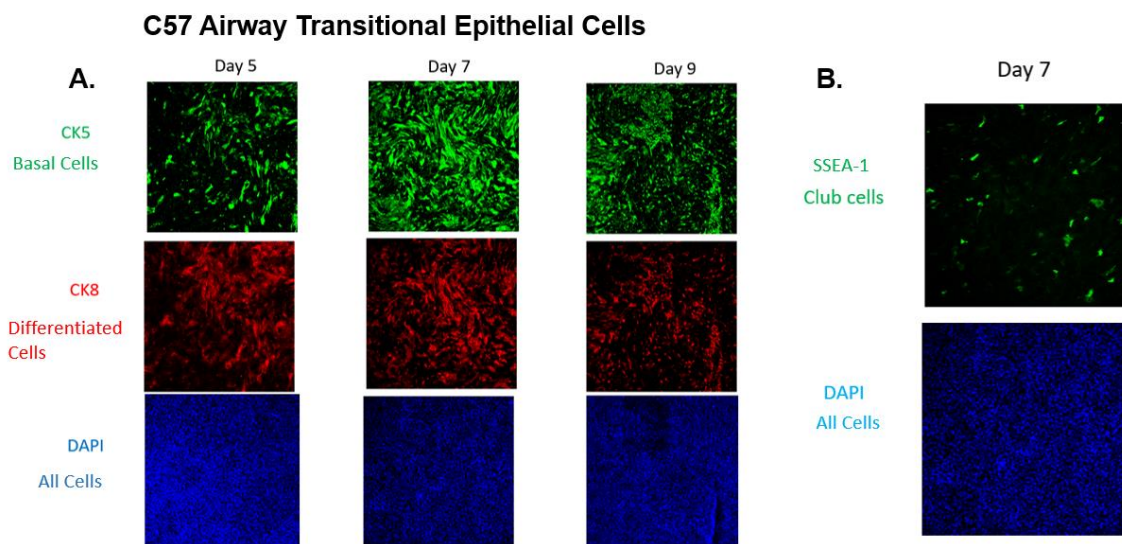 C57 Airway Transitional Epithelial Cells
A.
Day 5
Day 7
Day 9
CK5
Basal Cells
CK8
Differentiated
Cells
DAPI
All Cells
B.
Day 7
SSEA-1
Club cells
DAPI
All Cells